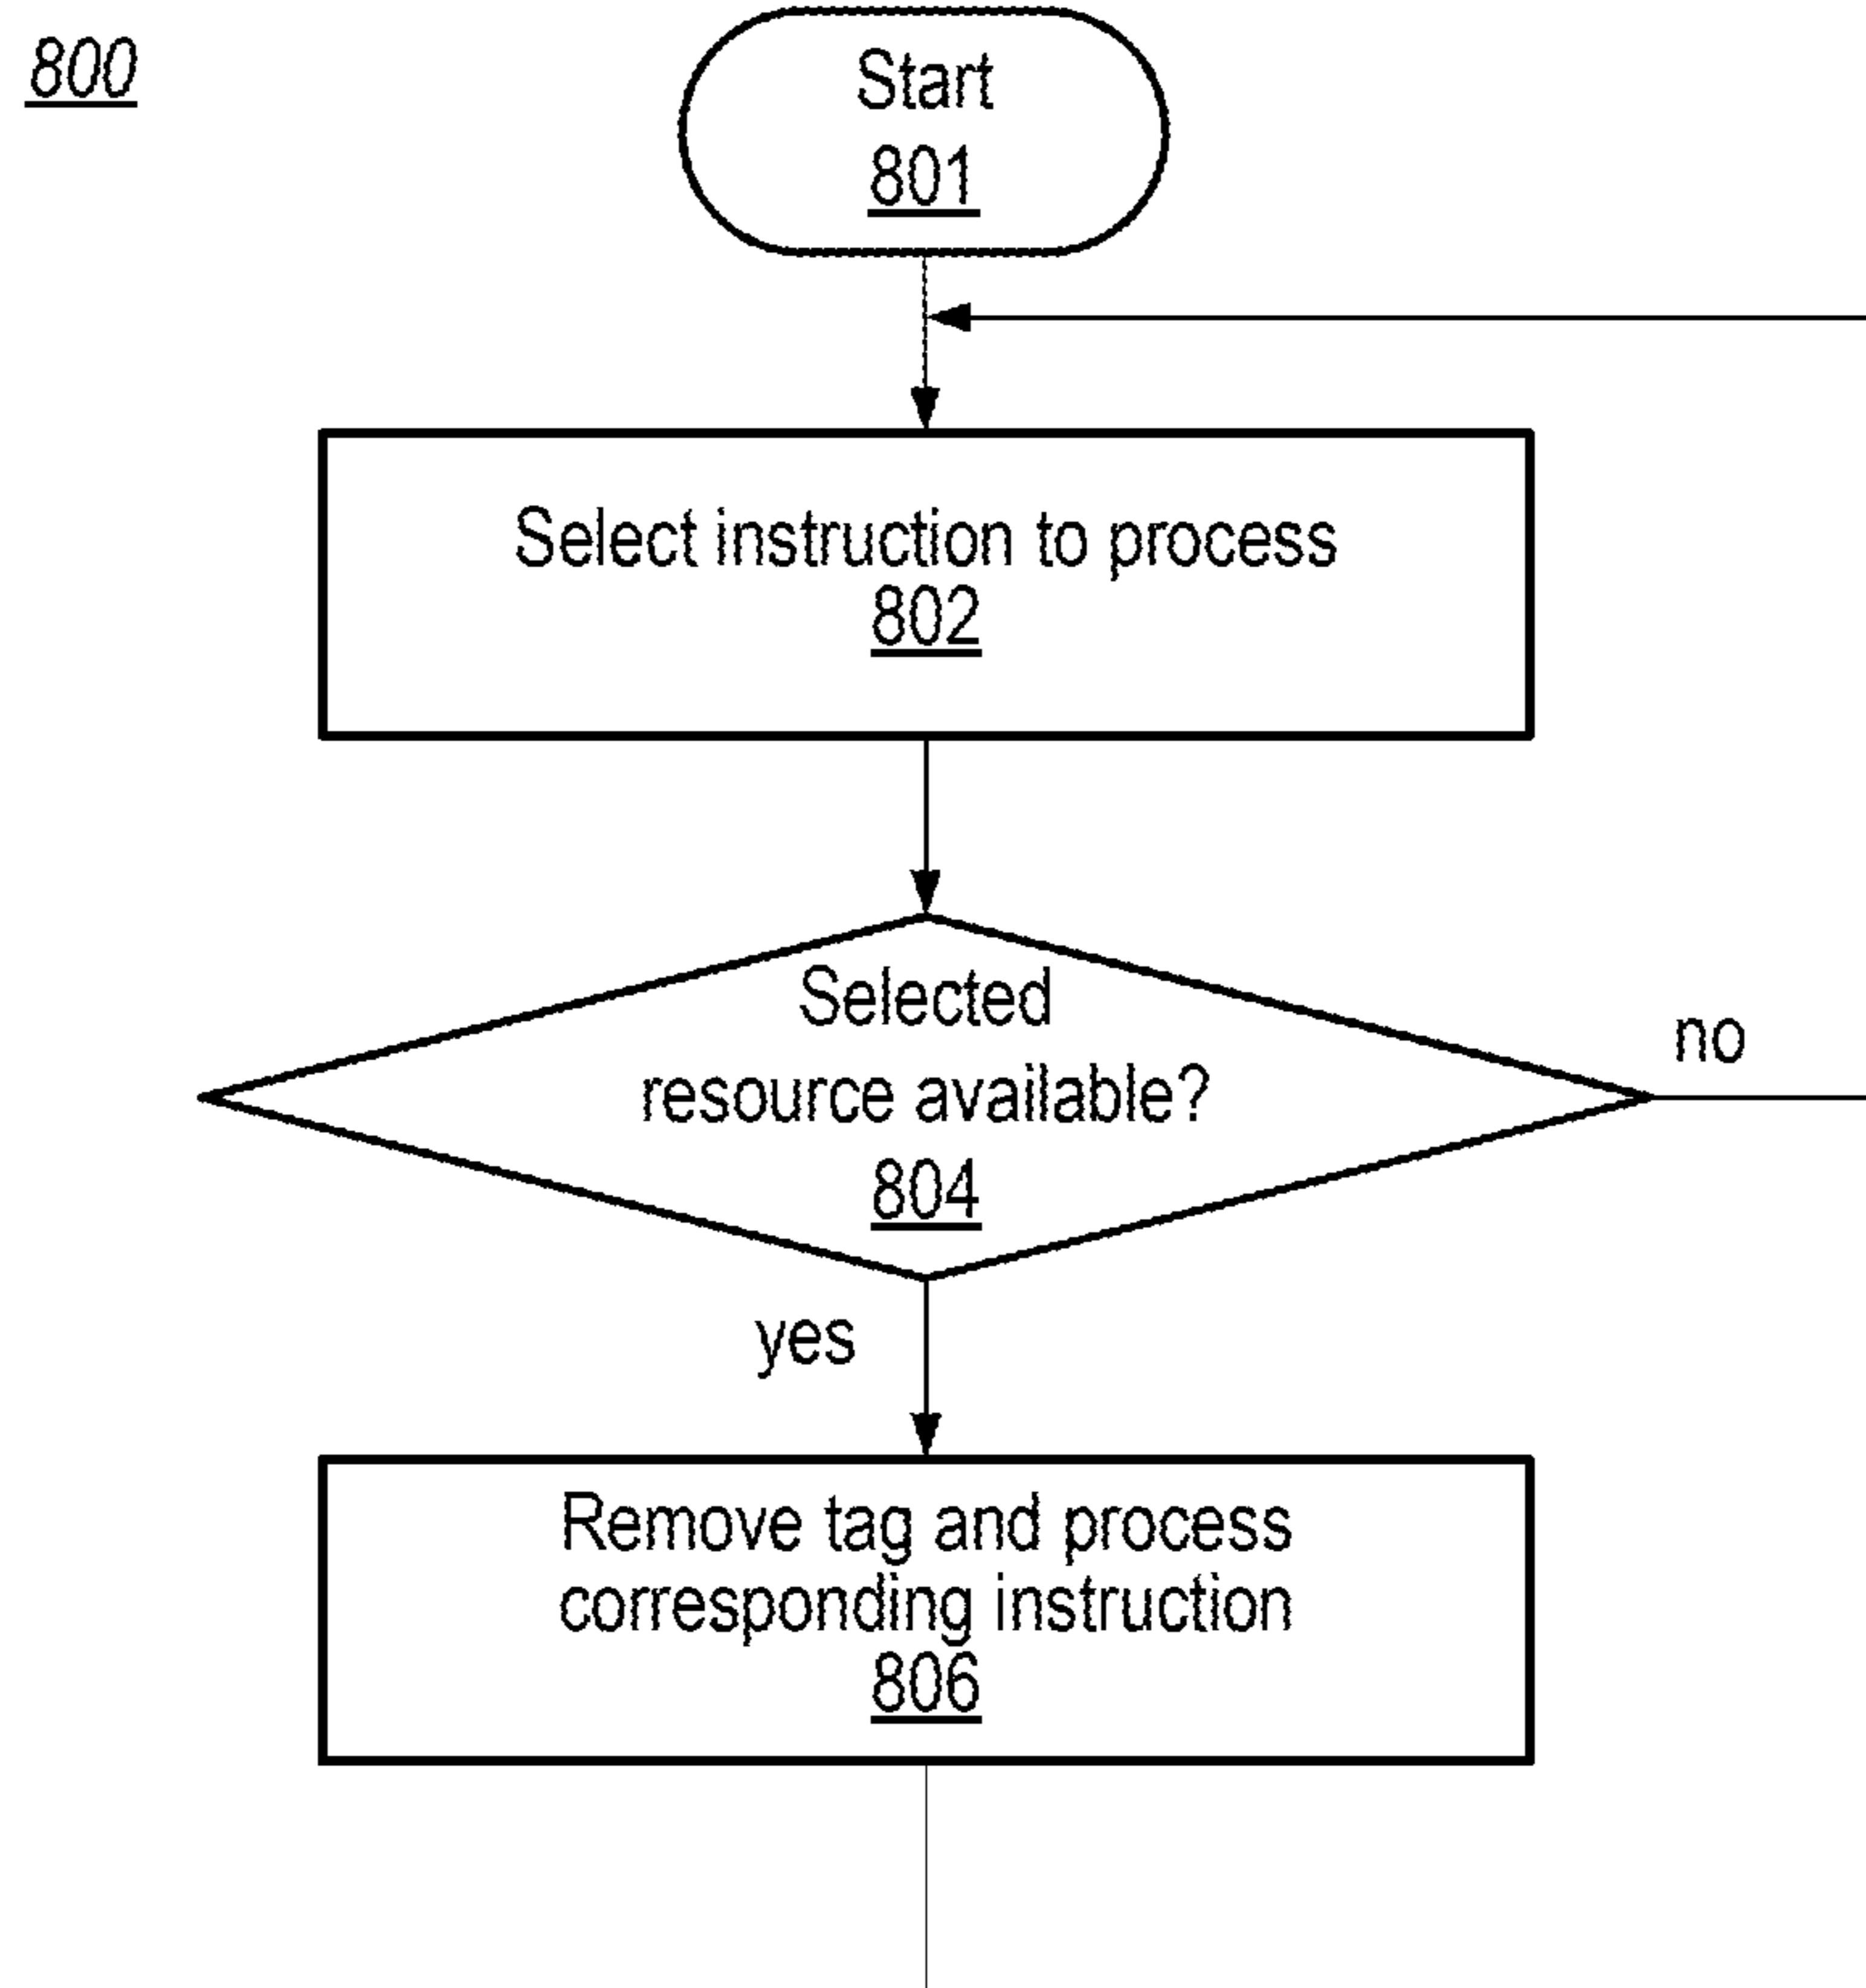 800
Start
801
Select instruction to process
802
Selected
resource available?
804
no
yes
Remove tag and process
corresponding instruction
806